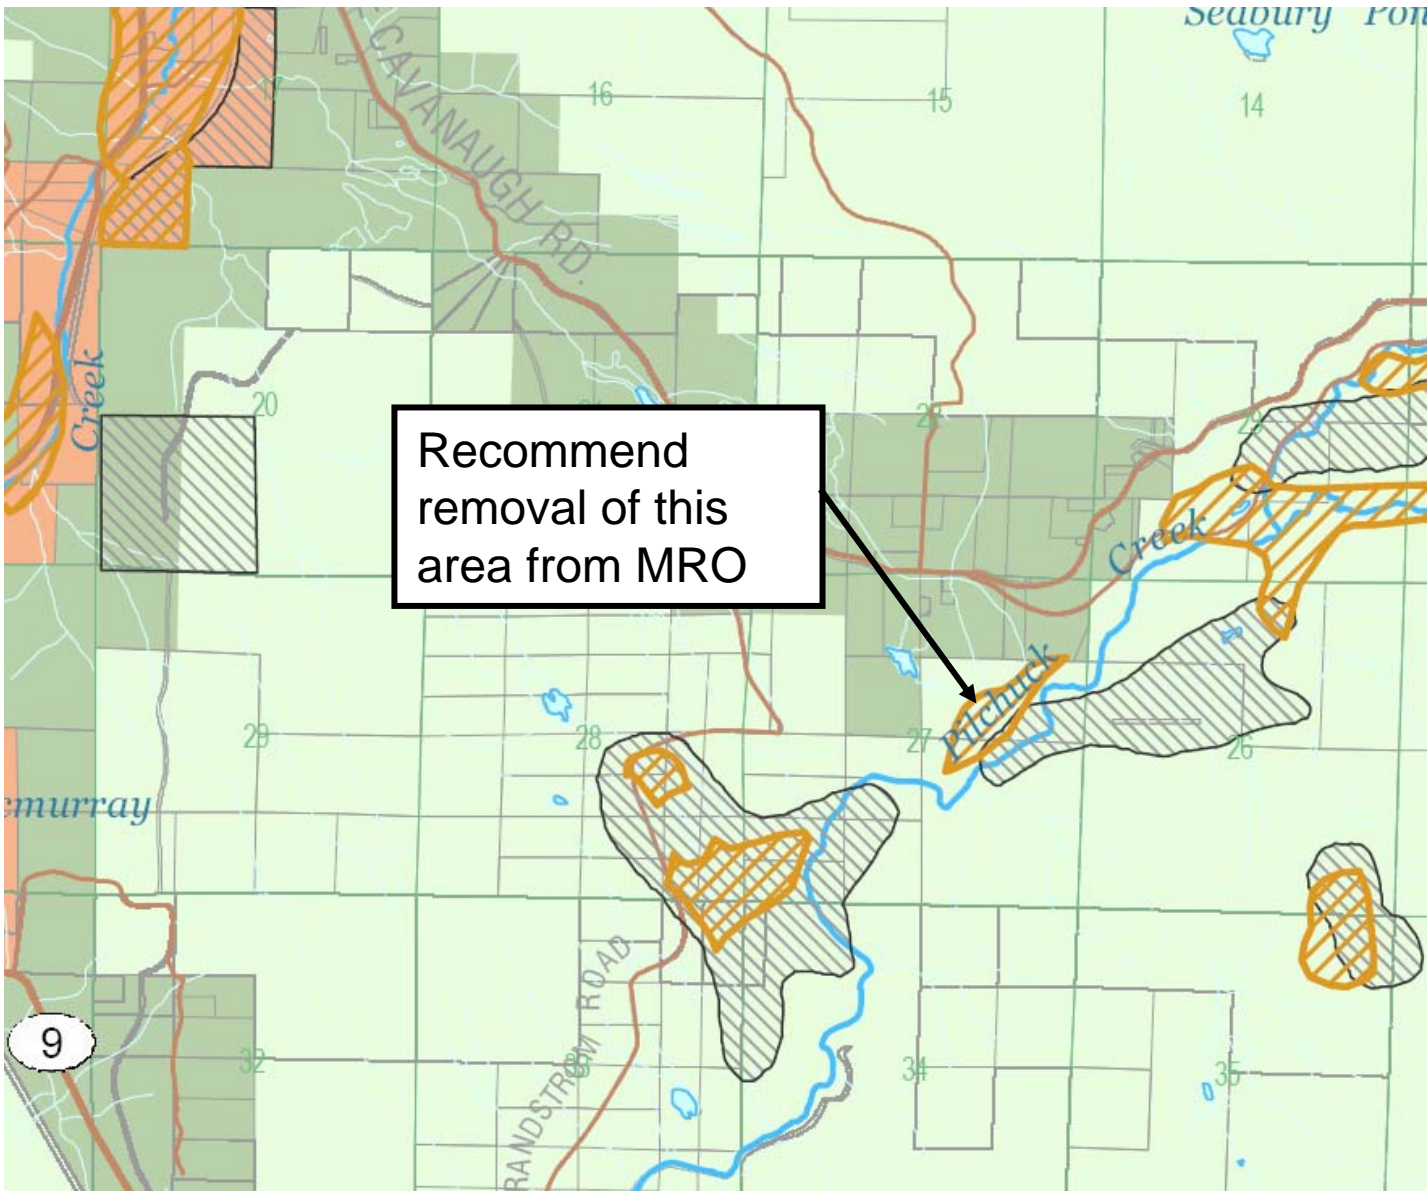 Seabury Pon
CAVANAUGH RD.
16
15
14
Creek
20
Recommend
removal of this
area from MRO
Creek
Pilchuck
29
28
27
26
cmurray
9
32
RANDSTROM ROAD
34
35